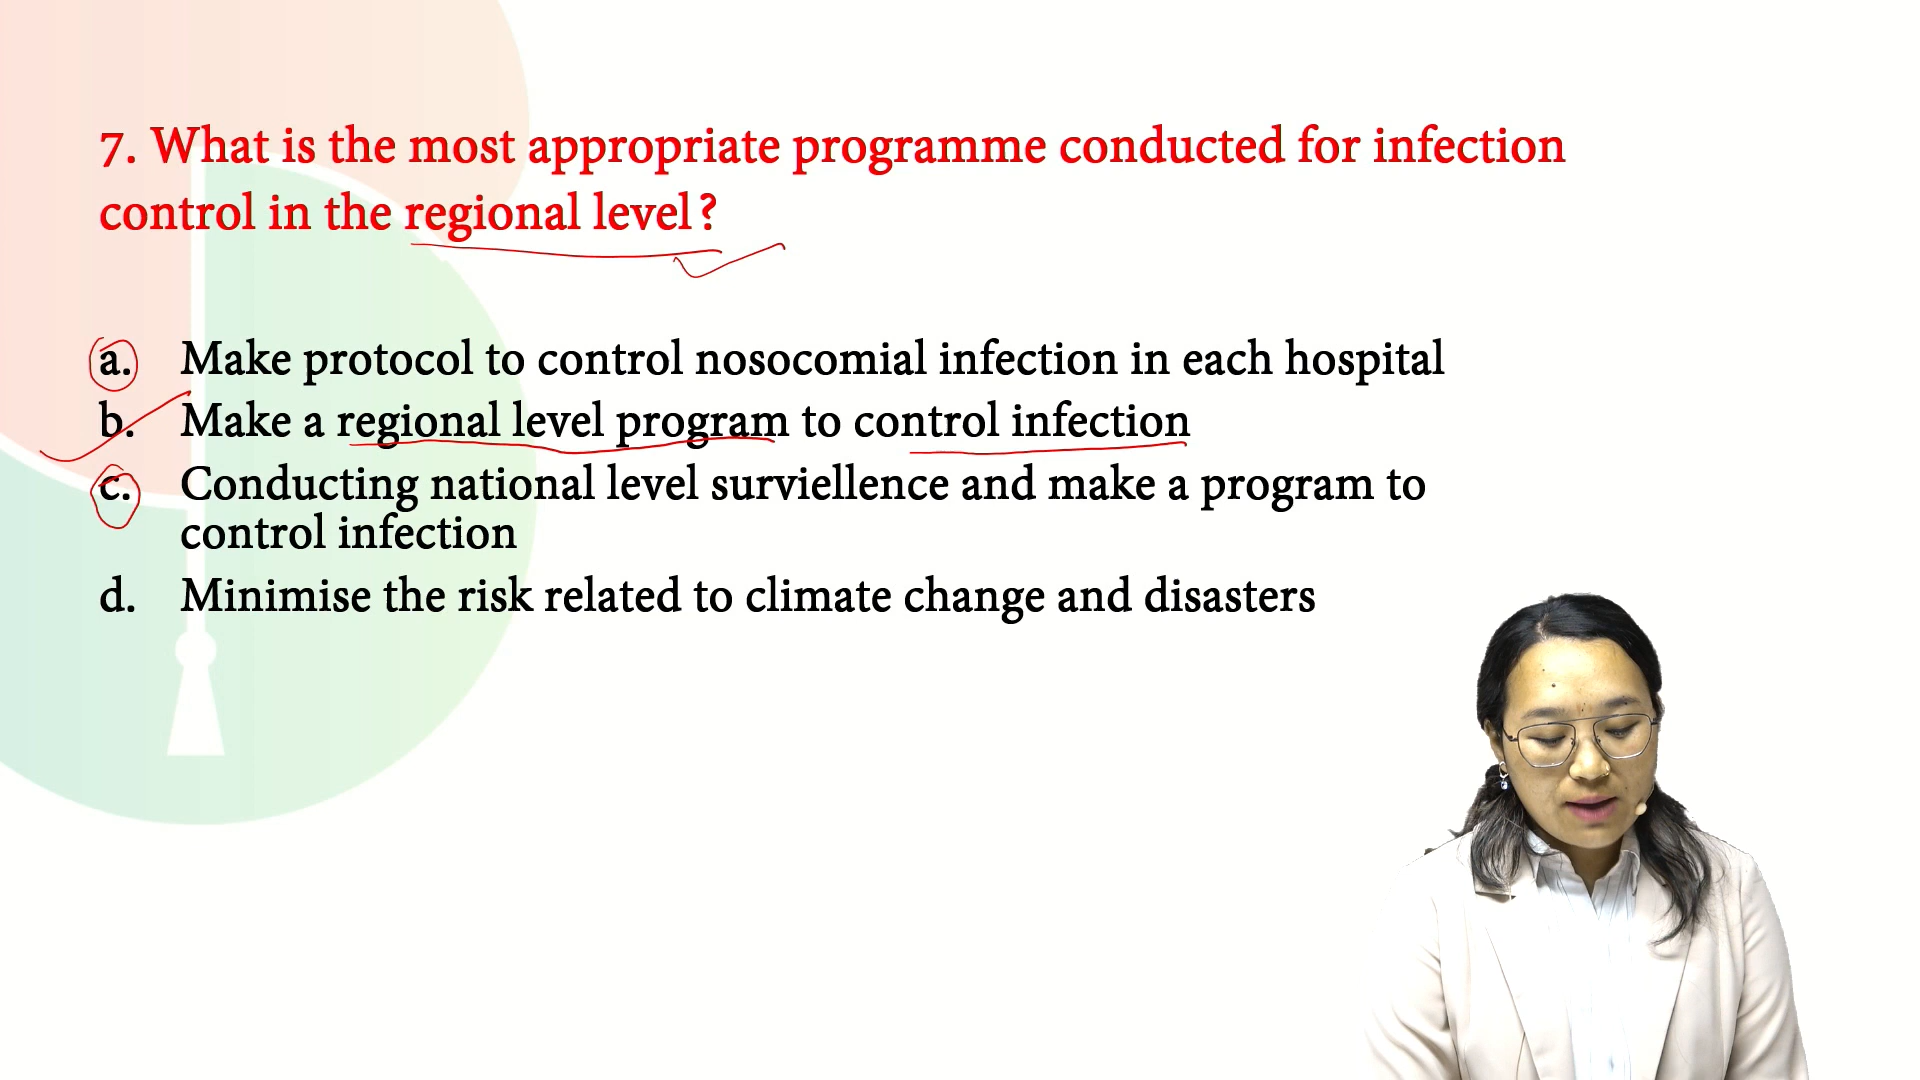 7. What is the most appropriate programme conducted for infection
control in the regional level?
a. Make protocol to control nosocomial infection in each hospital
b. Make a regional level program to control infection
c. Conducting national level surviellence and make a program to
control infection
d. Minimise the risk related to climate change and disasters